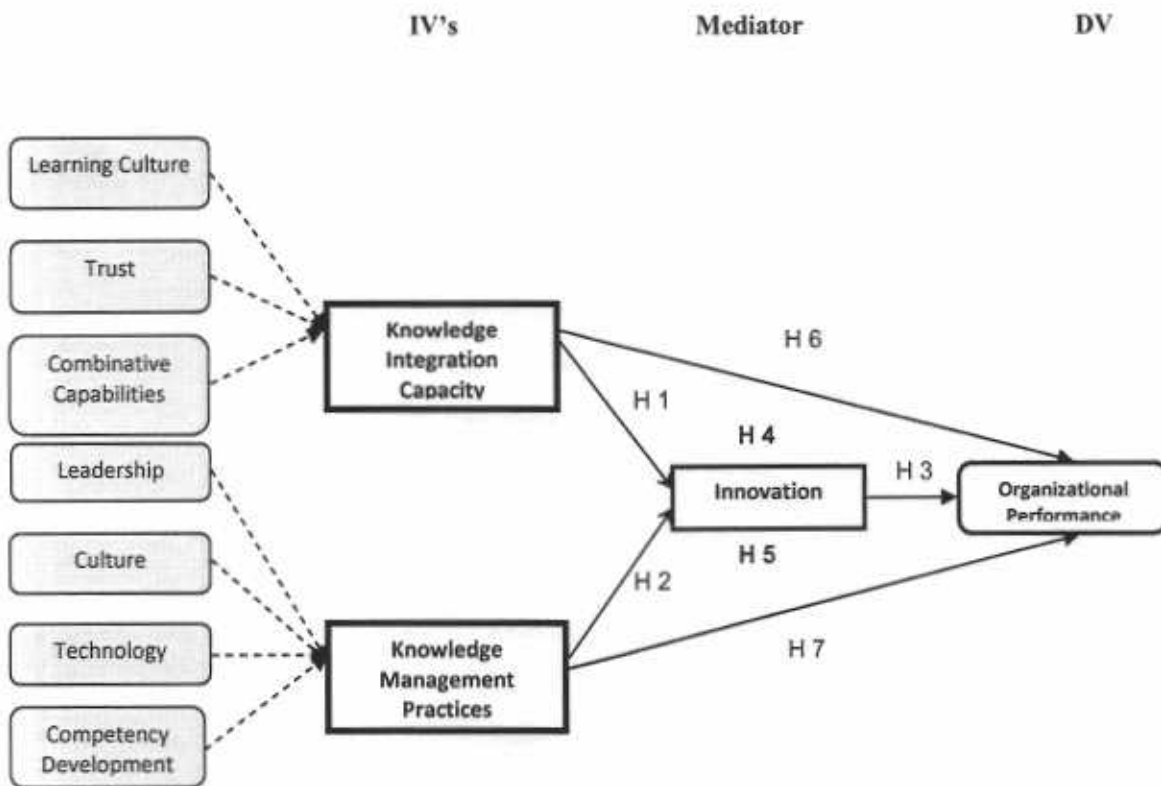 IV's
Mediator
DV
Learning Culture
Trust
Combinative
Capabilities
Leadership
Culture
Technology
Competency
Development
Knowledge
Integration
Capacity
Knowledge
Management
Practices
H 6
H 1
H 4
Innovation
H 3
H 5
H 2
H 7
Organizational
Performance